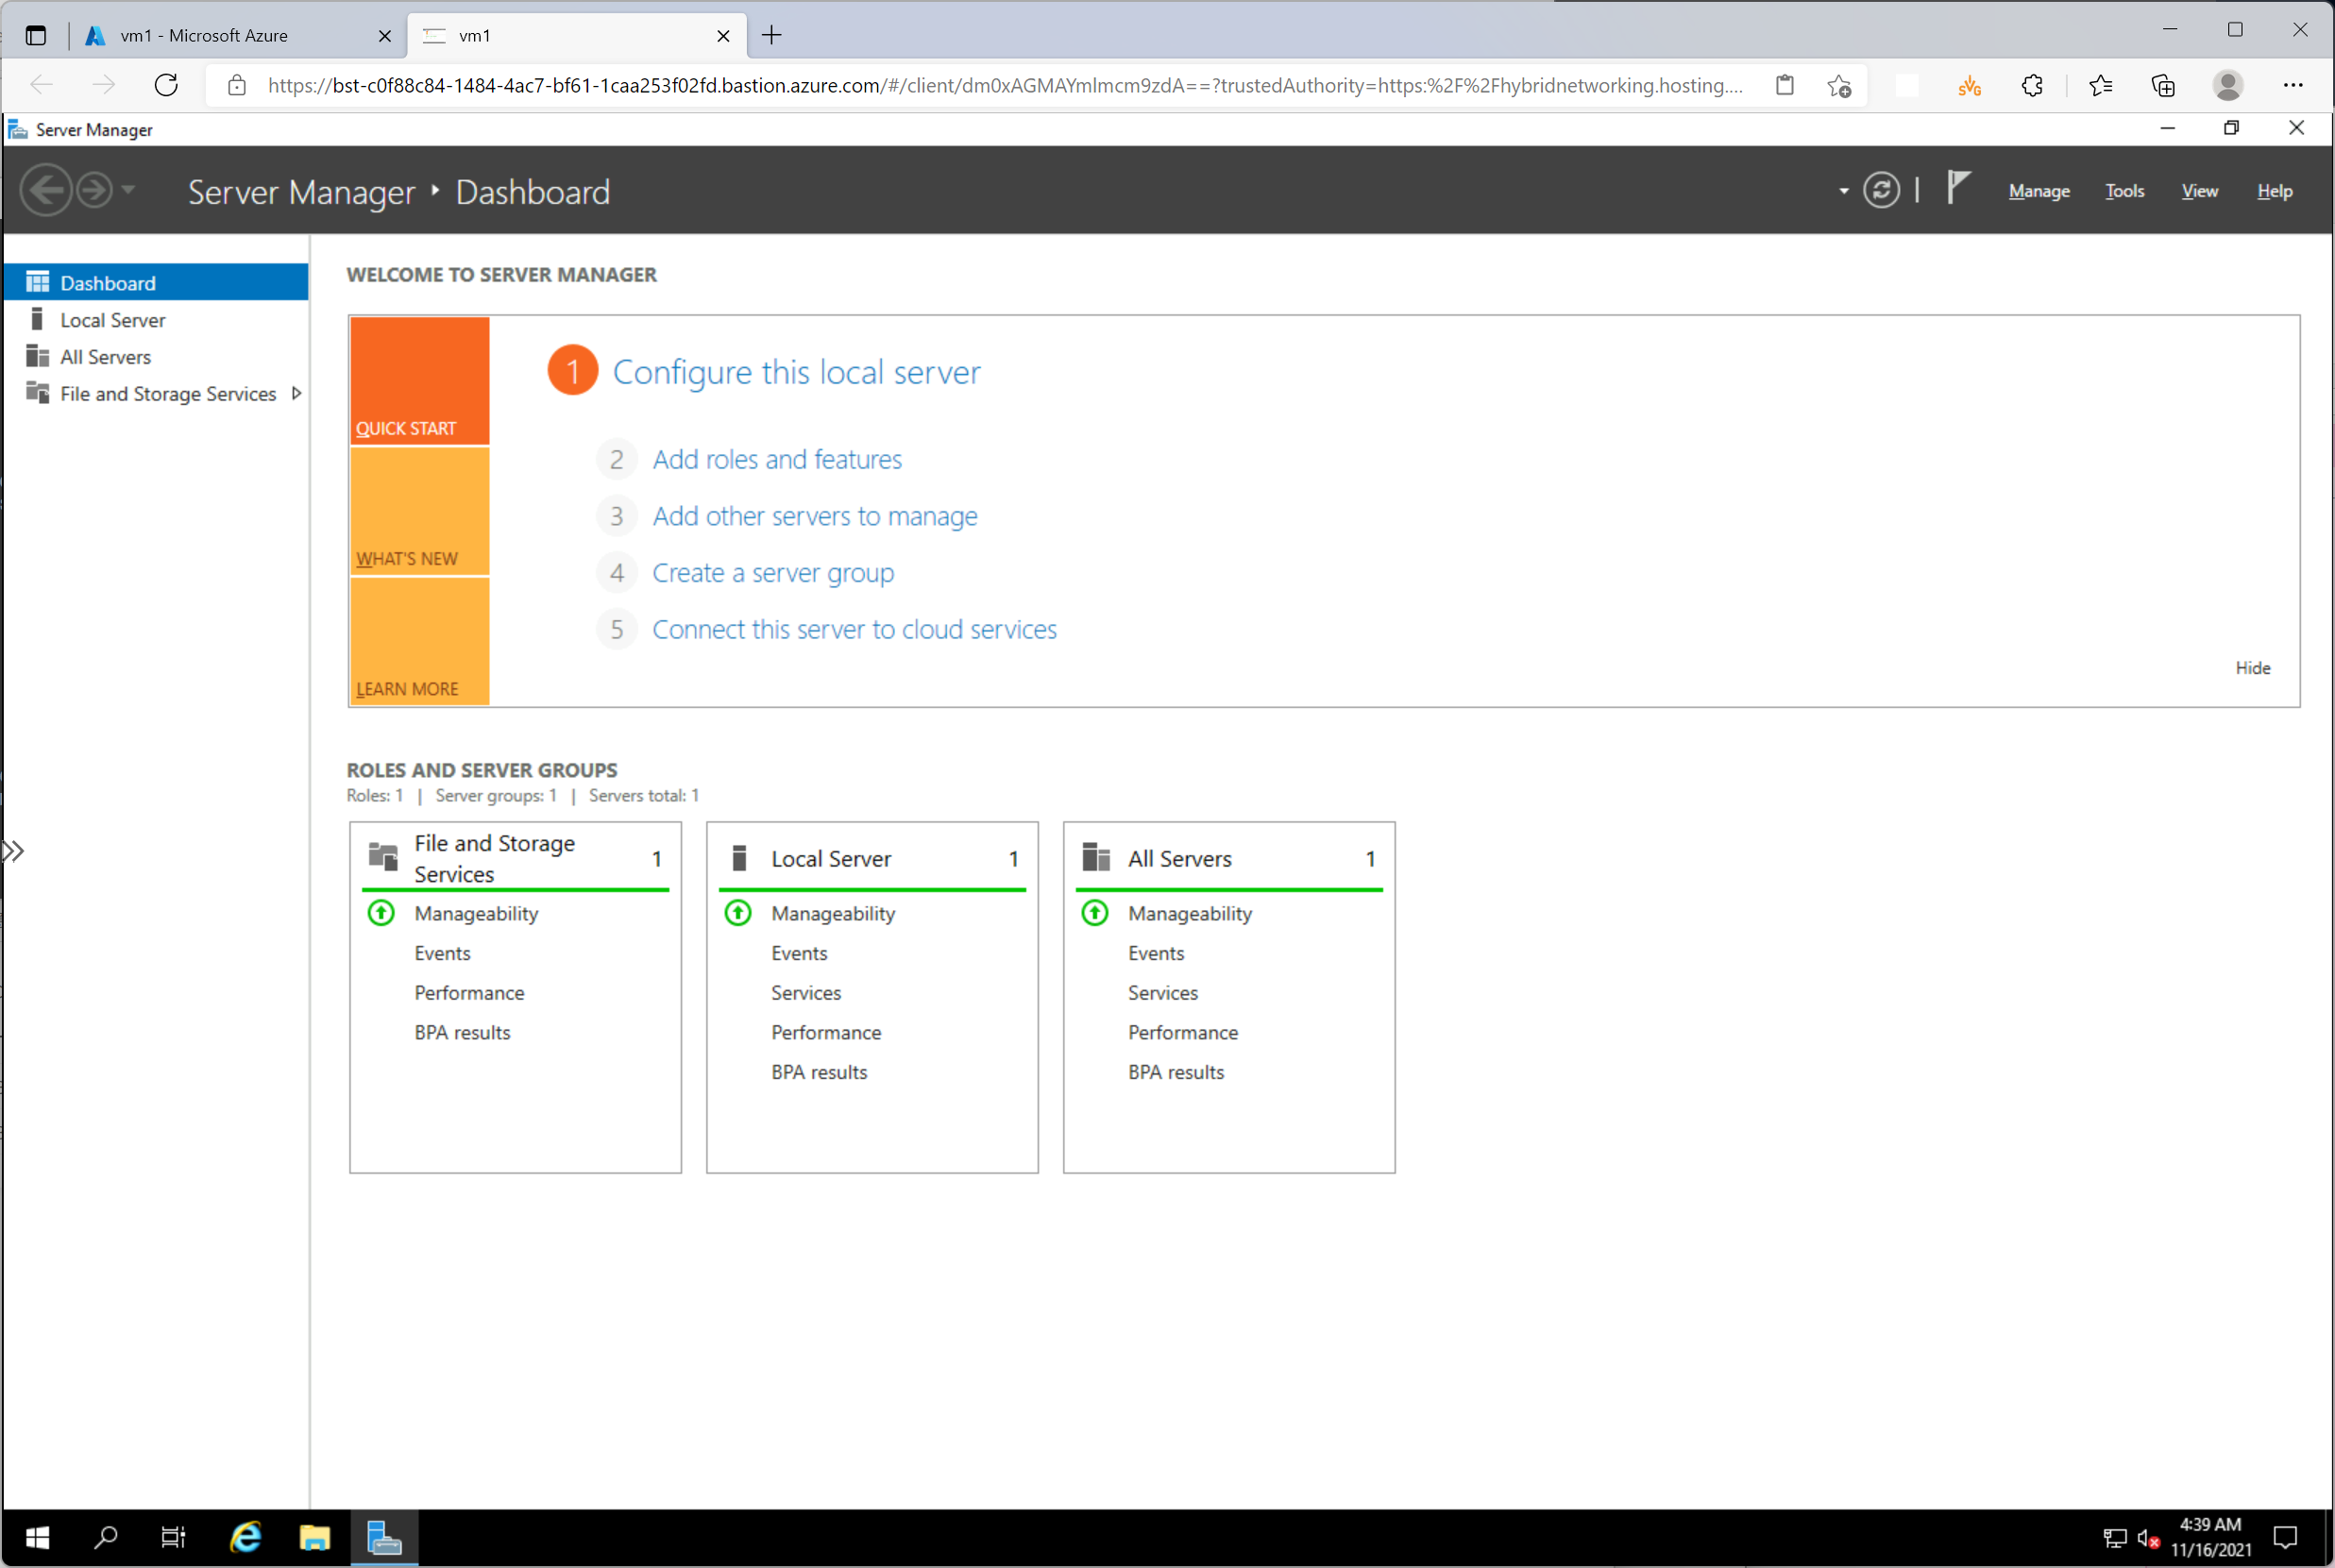 vm1 - Microsoft Azure
vm1
https://bst-c0f88c84-1484-4ac7-bf61-1caa253f02fd.bastion.azure.com/#/client/dm0xAGMAYmlmcm9zdA==?trustedAuthority=https:%2F%2Fhybridnetworking.hosting....
SVG
Server Manager
Server Manager ‣ Dashboard
Manage
Tools
View
Help
Dashboard
Local Server
All Servers
File and Storage Services
WELCOME TO SERVER MANAGER
QUICK START
WHAT'S NEW
LEARN MORE
1 Configure this local server
2 Add roles and features
3 Add other servers to manage
4 Create a server group
5 Connect this server to cloud services
Hide
ROLES AND SERVER GROUPS
Roles: 1 | Server groups: 1 | Servers total: 1
File and Storage
Services
1
Manageability
Events
Performance
BPA results
Local Server 1
Manageability
Events
Services
Performance
BPA results
All Servers 1
Manageability
Events
Services
Performance
BPA results
4:39 AM
11/16/2021